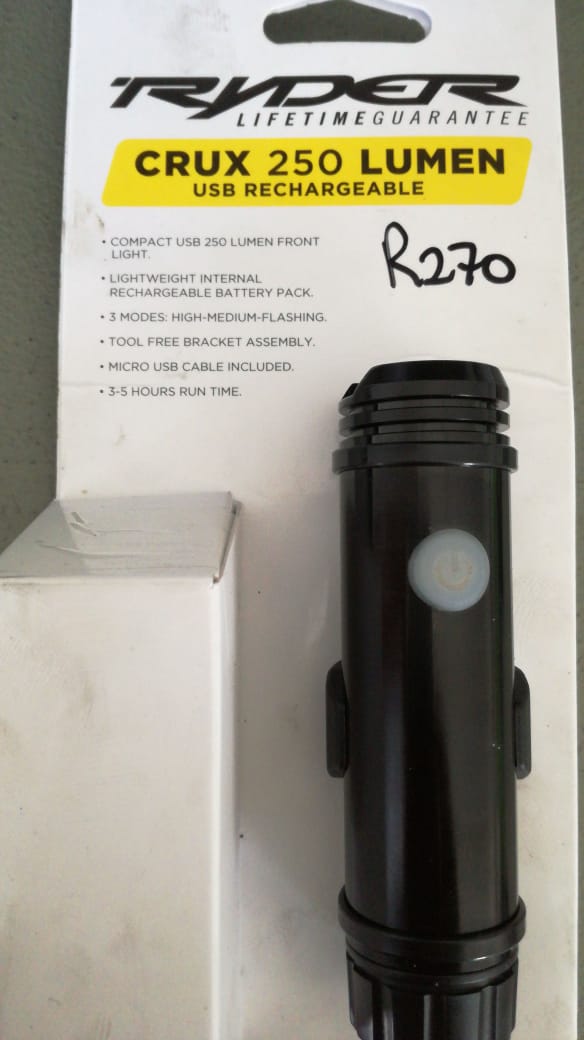 RYDER
LIFETIMEGUARANTEE
CRUX 250 LUMEN
USB RECHARGEABLE
R270
• COMPACT USB 250 LUMEN FRONT
LIGHT.
• LIGHTWEIGHT INTERNAL
RECHARGEABLE BATTERY PACK.
• 3 MODES: HIGH-MEDIUM-FLASHING.
• TOOL FREE BRACKET ASSEMBLY.
• MICRO USB CABLE INCLUDED.
• 3-5 HOURS RUN TIME.